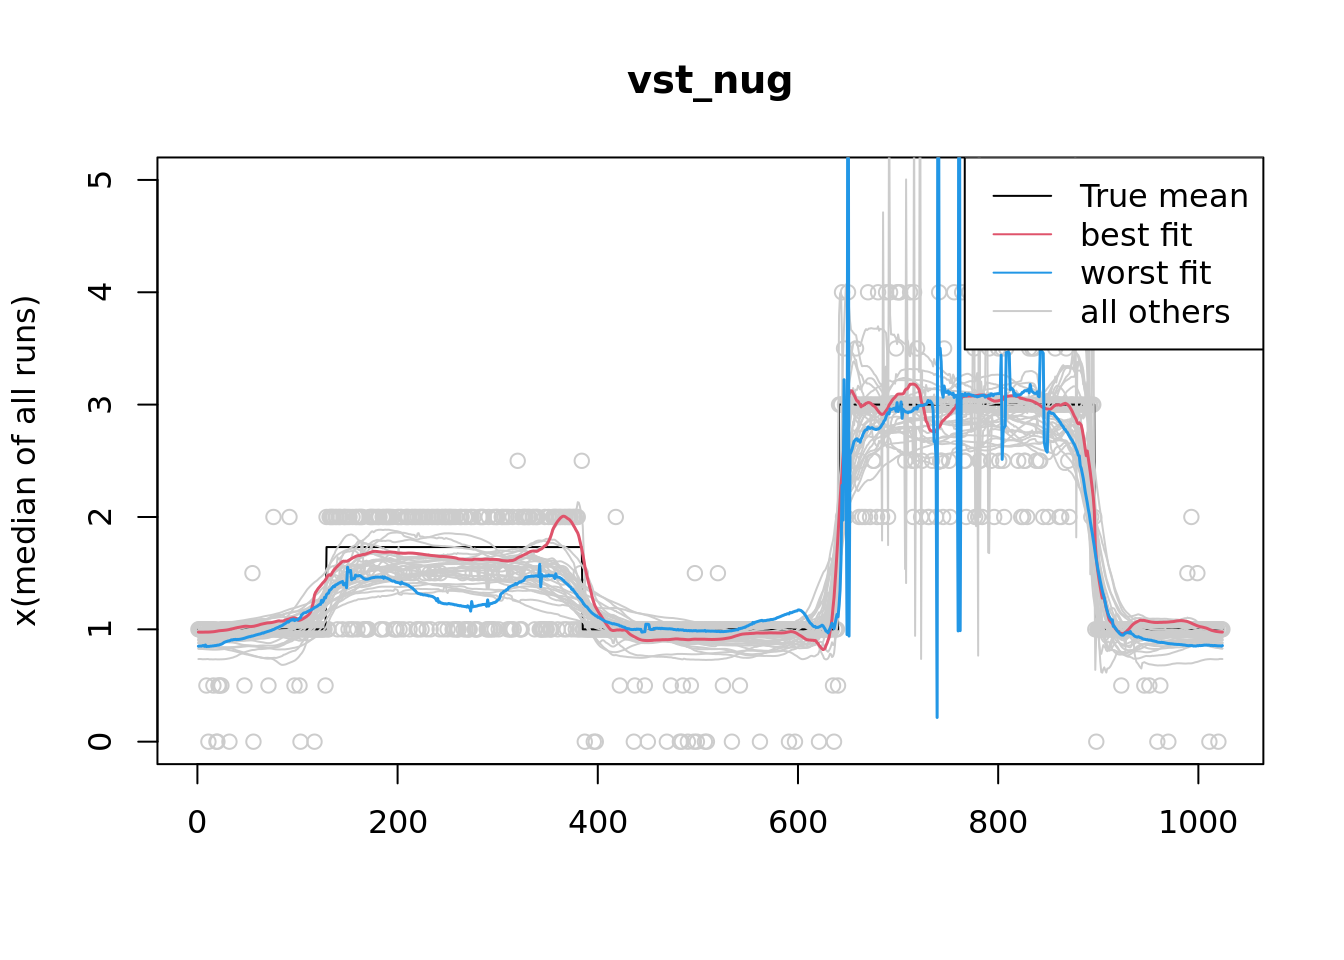 vst_nug
x(median of all runs)
5
4
3
2
1
0
True mean
best fit
worst fit
all others
0 200 400 600 800 1000